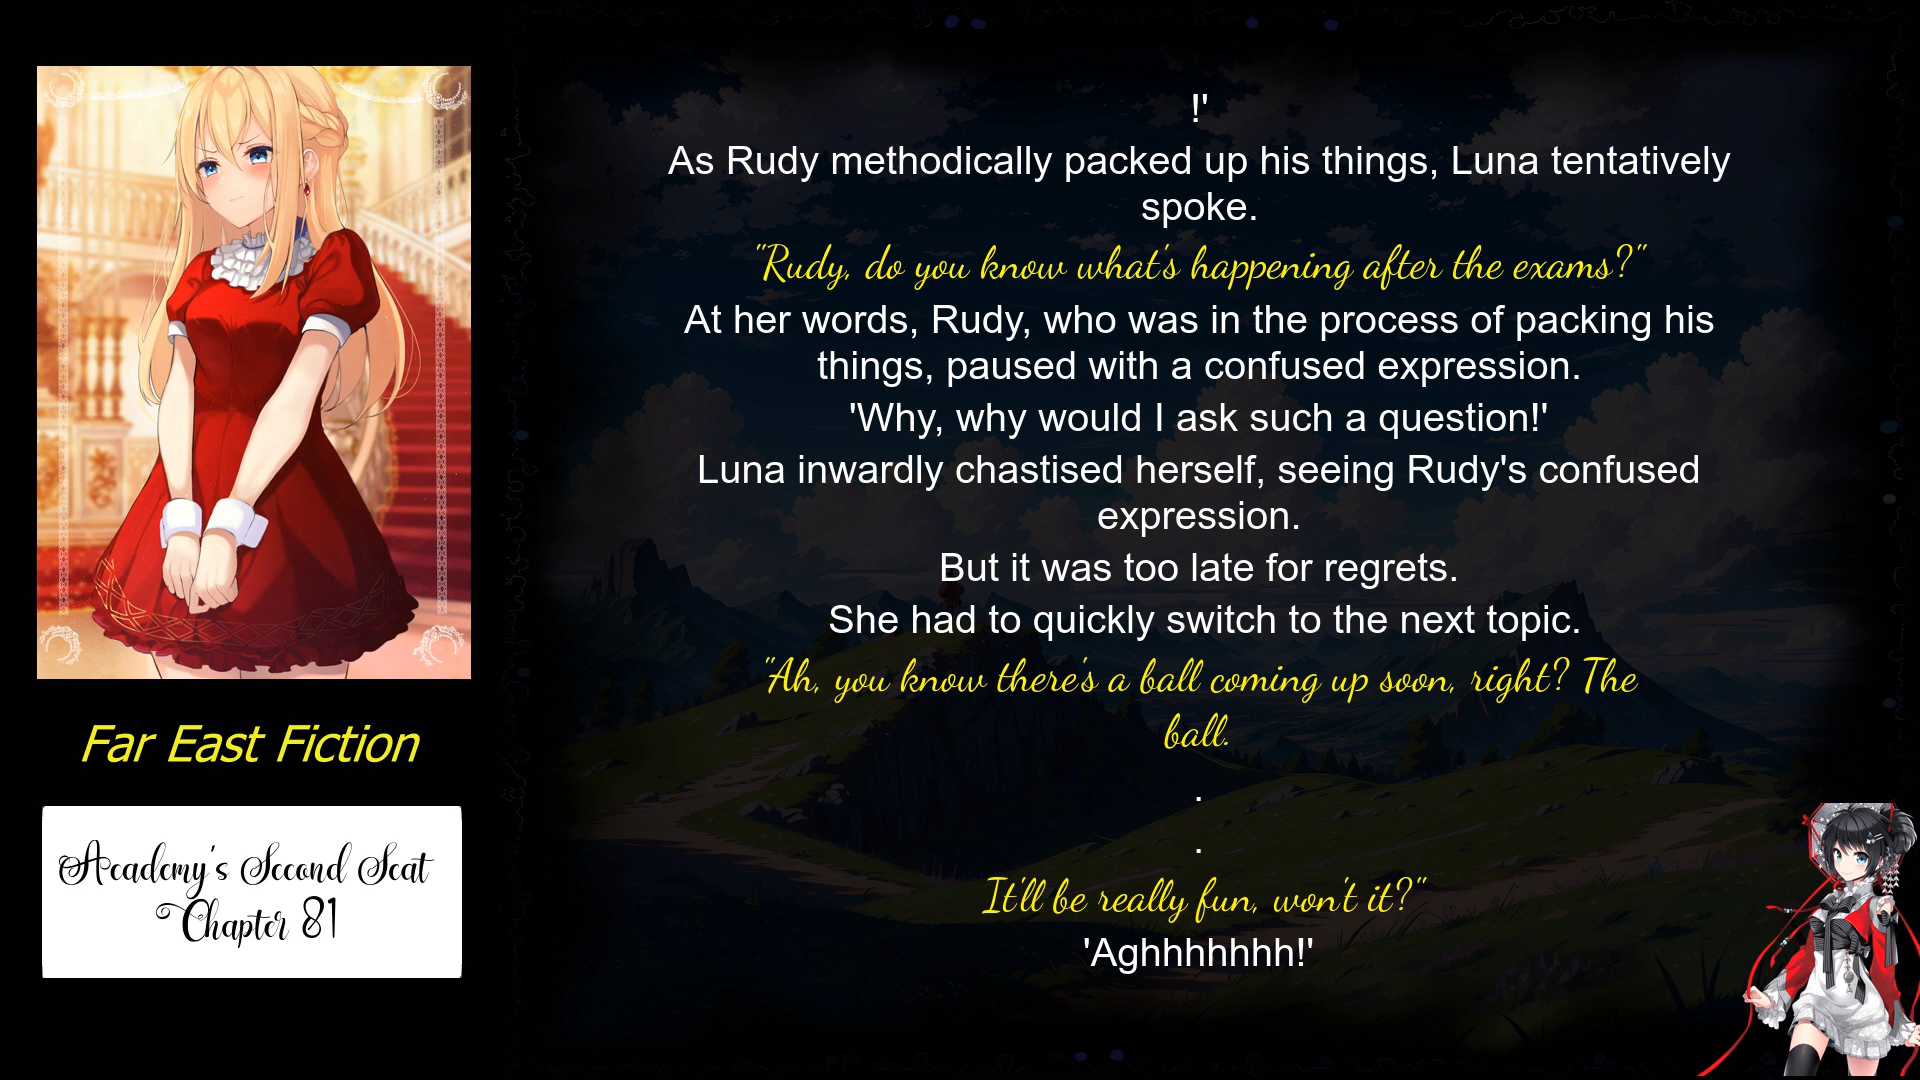 !'
As Rudy methodically packed up his things, Luna tentatively
spoke.
"Rudy, do you know what's happening after the exams?"
At her words, Rudy, who was in the process of packing his
things, paused with a confused expression.
'Why, why would I ask such a question!'
Luna inwardly chastised herself, seeing Rudy's confused
expression.
But it was too late for regrets.
She had to quickly switch to the next topic.
"Ah, you know there's a ball coming up soon, right? The
ball.
.
.
It'll be really fun, won't it?"
'Aghhhhhhh!'
Far East Fiction
Academy's Second Seat
Chapter 81